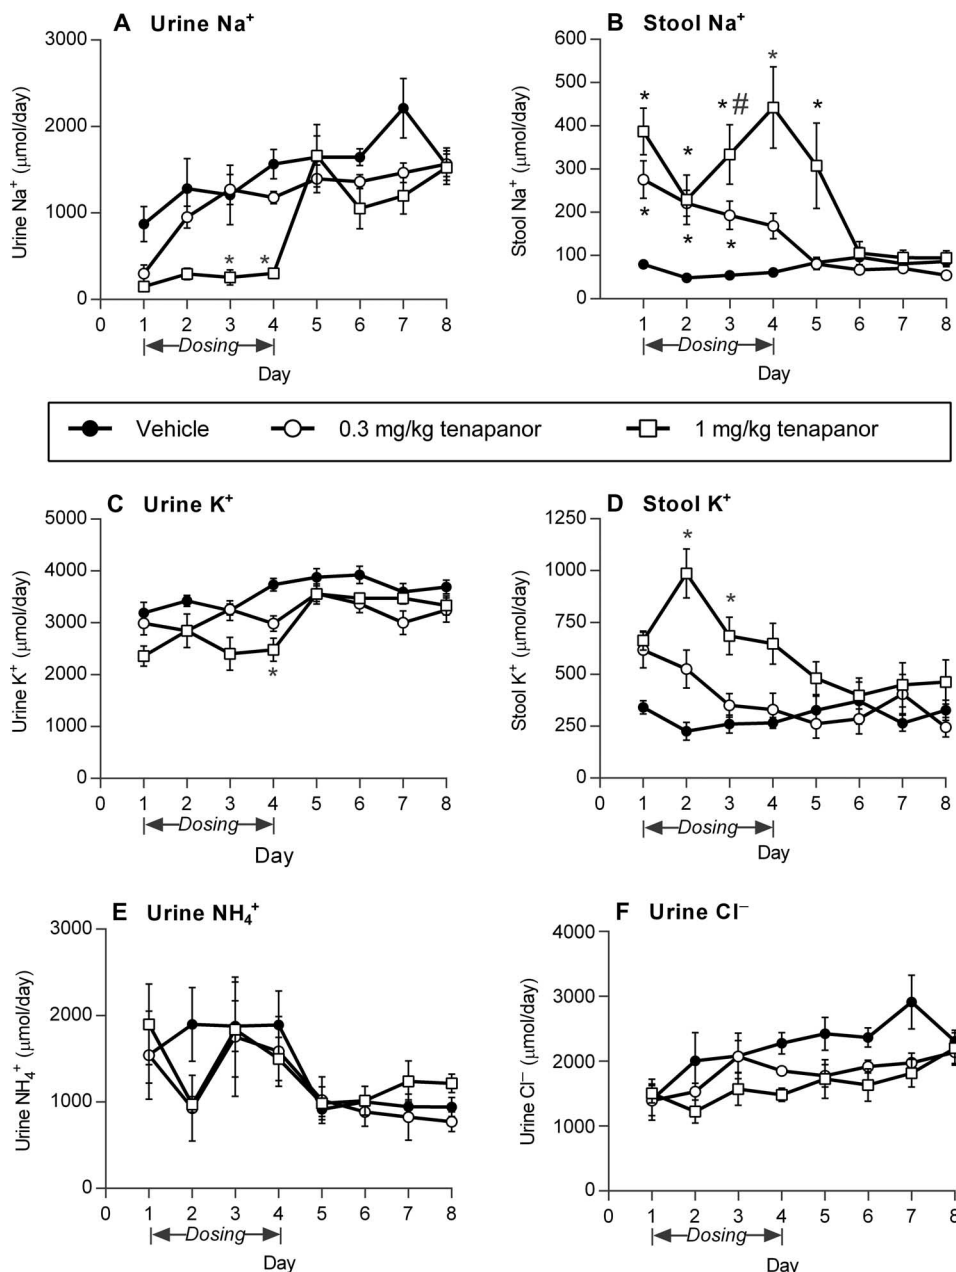 A Urine Na⁺
Urine Na⁺ (μmol/day)
3000
2000
1000
0
0 1 2 3 4 5 6 7 8
* *
Dosing
Day
B Stool Na⁺
Stool Na⁺ (μmol/day)
600
500
400
300
200
100
0
* * *# * *
* * *
0 1 2 3 4 5 6 7 8
Dosing
Day
Vehicle 0.3 mg/kg tenapanor 1 mg/kg tenapanor
C Urine K⁺
Urine K⁺ (μmol/day)
5000
4000
3000
2000
1000
0
*
0 1 2 3 4 5 6 7 8
Dosing
Day
D Stool K⁺
Stool K⁺ (μmol/day)
1250
1000
750
500
250
0
* *
0 1 2 3 4 5 6 7 8
Dosing
Day
E Urine NH₄⁺
Urine NH₄⁺ (μmol/day)
3000
2000
1000
0
0 1 2 3 4 5 6 7 8
Dosing
Day
F Urine Cl⁻
Urine Cl⁻ (μmol/day)
4000
3000
2000
1000
0
0 1 2 3 4 5 6 7 8
Dosing
Day